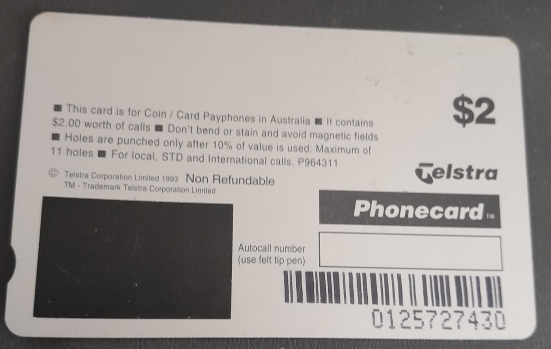 ■ This card is for Coin / Card Payphones in Australia ■ It contains
$2.00 worth of calls ■ Don't bend or stain and avoid magnetic fields
■ Holes are punched only after 10% of value is used. Maximum of
11 holes ■ For local, STD and International calls. P964311
$2
© Telstra Corporation Limited 1993 Non Refundable
TM - Trademark Telstra Corporation Limited
Telstra
Phonecard TM
Autocall number
(use felt tip pen)
0125727430